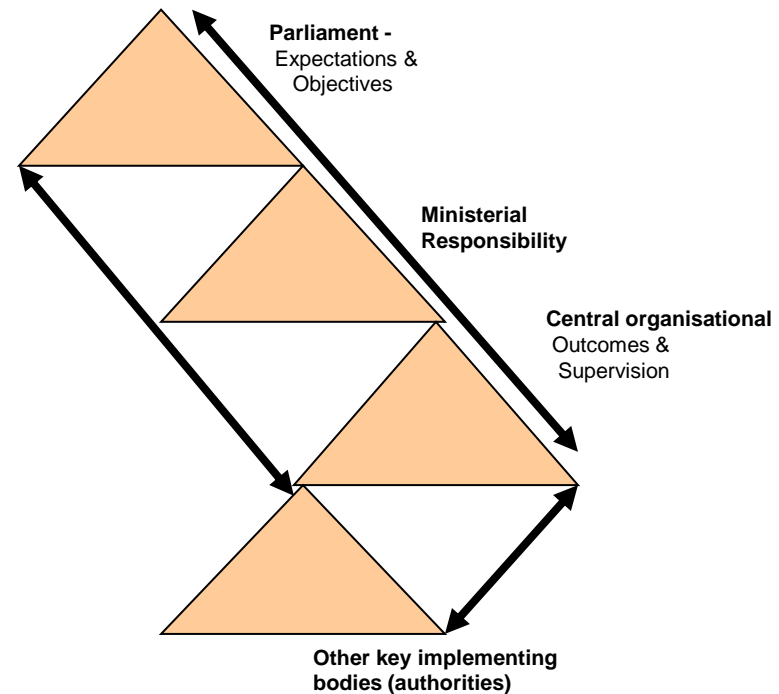 Parliament -
Expectations &
Objectives
Ministerial
Responsibility
Central organisational
Outcomes &
Supervision
Other key implementing
bodies (authorities)